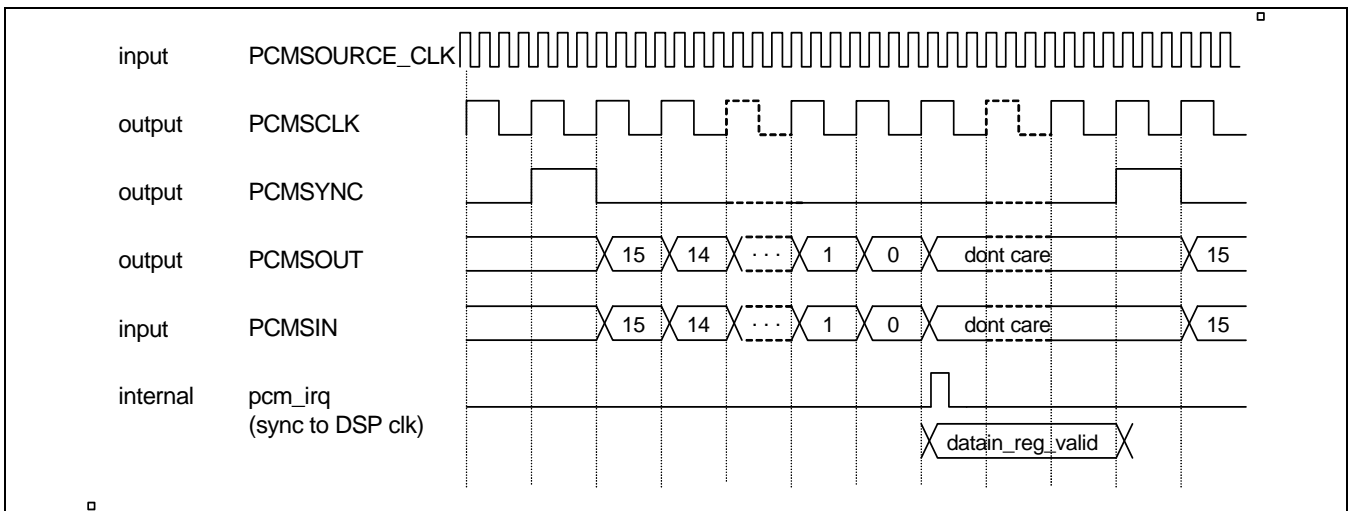 input PCMSOURCE_CLK
output PCMSCLK
output PCMSYNC
output PCMSOUT 15 14 · · · 1 0 dont care 15
input PCMSIN 15 14 · · · 1 0 dont care 15
internal pcm_irq
(sync to DSP clk)
datain_reg_valid